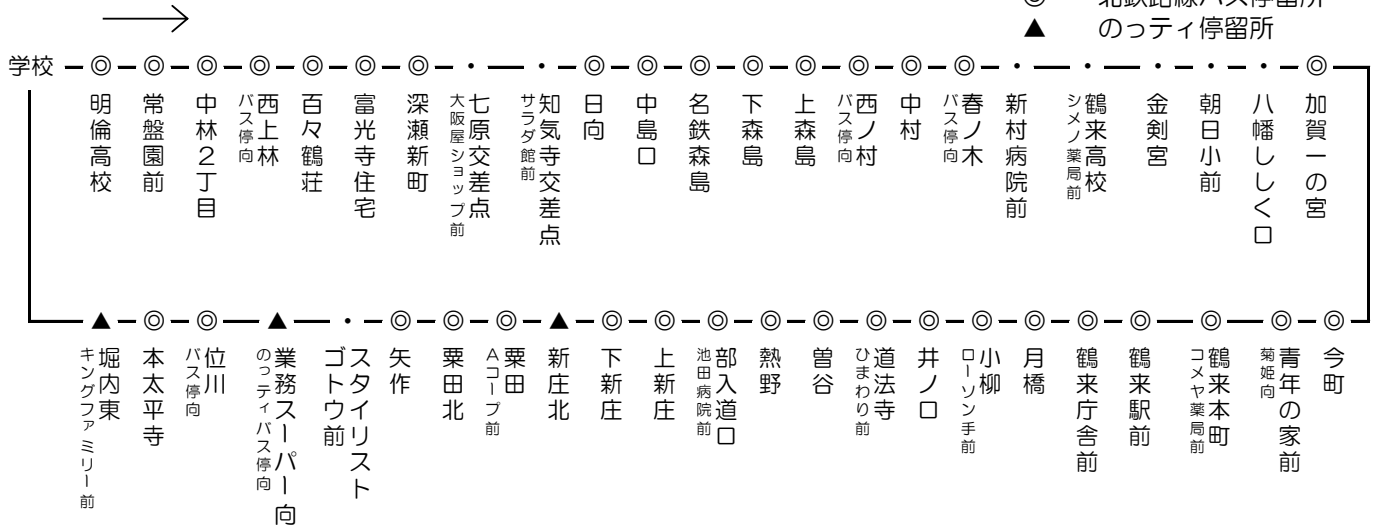 ◎ 北鉄路線バス停留所
▲ のっティ停留所
学校
明倫高校
常盤園前
中林2丁目
西上林
バス停向
百々鶴荘
富光寺住宅
深瀬新町
七原交差点
大阪屋ショップ前
知気寺交差点
サラダ館前
日向
中島口
名鉄森島
下森島
上森島
西ノ村
バス停向
中村
春ノ木
バス停向
新村病院前
鶴来高校
シメノ薬局前
金剣宮
朝日小前
八幡ししく口
加賀一の宮
堀内東
キングファミリー前
本太平寺
位川
バス停向
業務スーパー向
のっティバス停向
スタイリスト
ゴトウ前
矢作
粟田北
粟田
Aコープ前
新庄北
下新庄
上新庄
部入道口
池田病院前
熱野
曽谷
道法寺
ひまわり前
井ノ口
小柳
ローソン手前
月橋
鶴来庁舎前
鶴来駅前
鶴来本町
コメヤ薬局前
青年の家前
菊姫向
今町